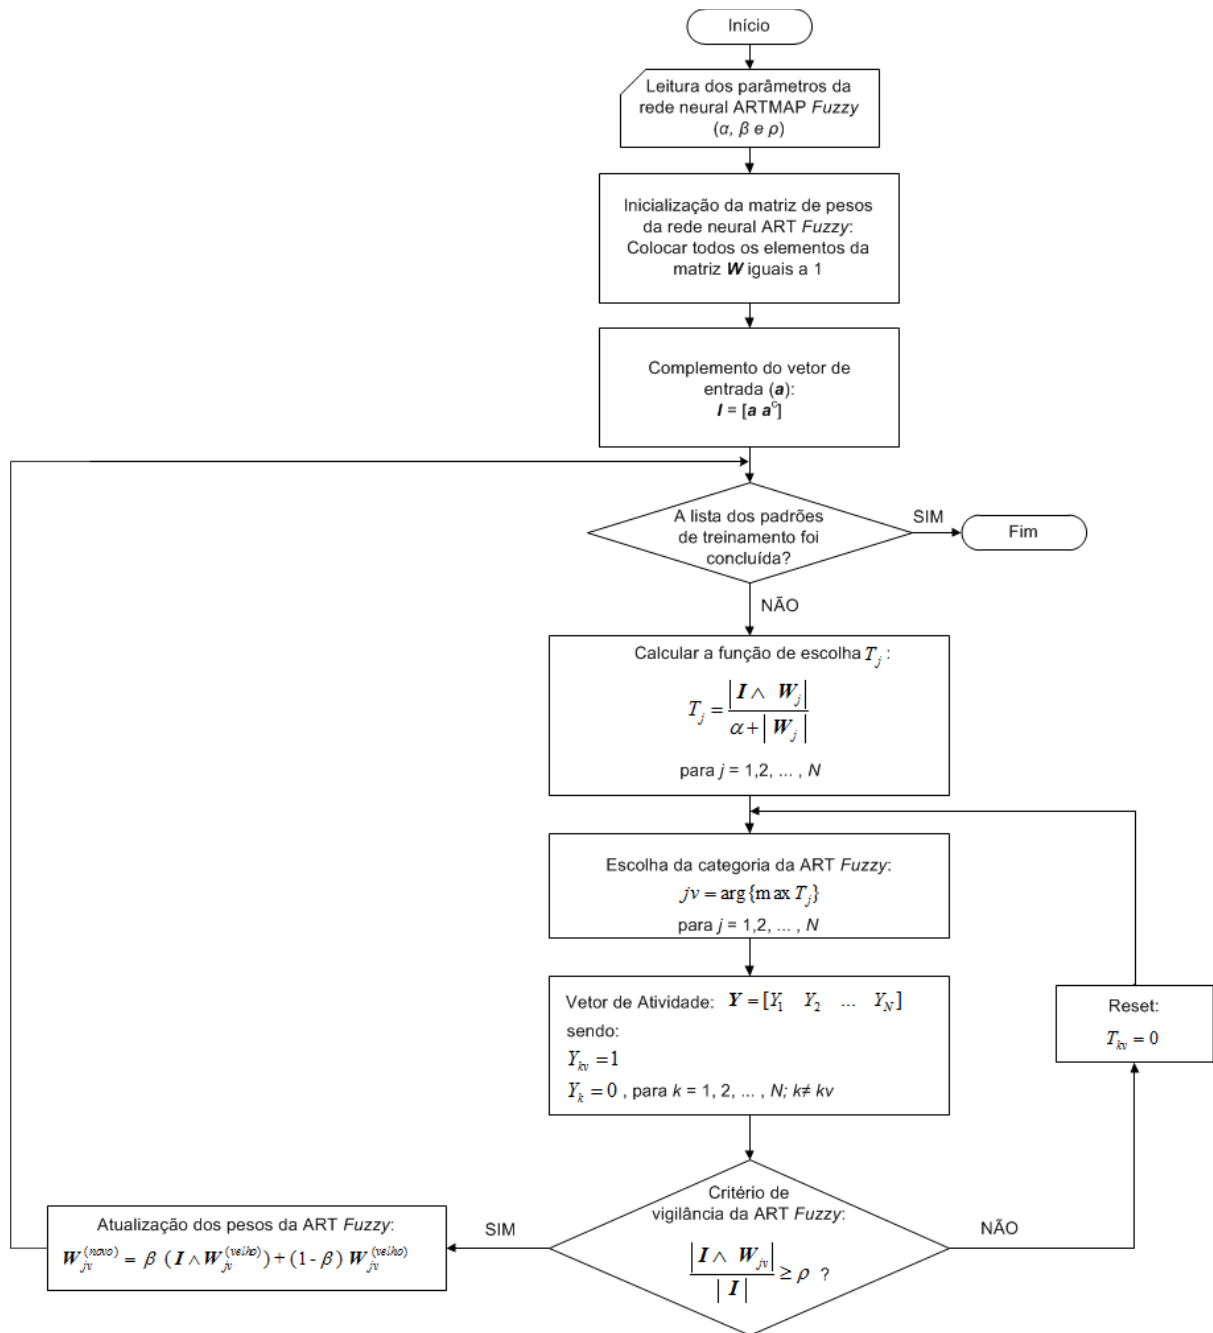 Início
Leitura dos parâmetros da
rede neural ARTMAP Fuzzy
(α, β e ρ)
Inicialização da matriz de pesos
da rede neural ART Fuzzy:
Colocar todos os elementos da
matriz W iguais a 1
Complemento do vetor de
entrada (a):
I = [a a^c]
A lista dos padrões
de treinamento foi
concluída?
SIM
Fim
NÃO
Calcular a função de escolha T_j :
T_j = |I ∧ W_j| / (α + |W_j|)
para j = 1,2, ... , N
Escolha da categoria da ART Fuzzy:
jv = arg{max T_j}
para j = 1,2, ... , N
Vetor de Atividade: Y = [Y_1 Y_2 ... Y_N]
sendo:
Y_kv = 1
Y_k = 0 , para k = 1, 2, ... , N; k≠ kv
Reset:
T_kv = 0
Critério de
vigilância da ART Fuzzy:
|I ∧ W_jv| / |I| ≥ ρ ?
NÃO
SIM
Atualização dos pesos da ART Fuzzy:
W_jv^(novo) = β (I ∧ W_jv^(velho)) + (1 - β) W_jv^(velho)